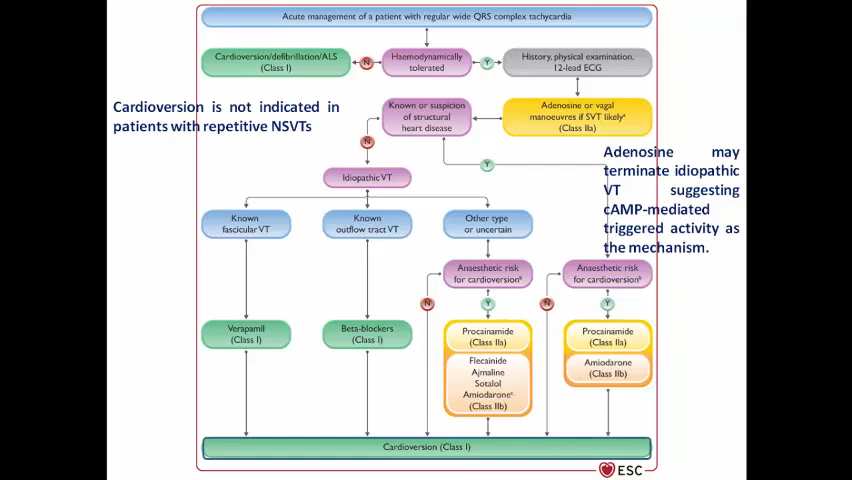 Acute management of a patient with regular wide QRS complex tachycardia
Cardioversion/defibrillation/ALS
(Class I)
N
Haemodynamically
tolerated
Y
History, physical examination,
12-lead ECG
Cardioversion is not indicated in
patients with repetitive NSVTs
Known or suspicion
of structural
heart disease
Adenosine or vagal
manoeuvres if SVT likelyᵃ
(Class IIa)
N
Y
Adenosine may
terminate idiopathic
VT suggesting
cAMP-mediated
triggered activity as
the mechanism.
Idiopathic VT
Known
fascicular VT
Known
outflow tract VT
Other type
or uncertain
Anaesthetic risk
for cardioversionᵇ
Anaesthetic risk
for cardioversionᵇ
N
Y
N
Y
Verapamil
(Class I)
Beta-blockers
(Class I)
Procainamide
(Class IIa)
Flecainide
Ajmaline
Sotalol
Amiodaroneᶜ
(Class IIb)
Procainamide
(Class IIa)
Amiodarone
(Class IIb)
Cardioversion (Class I)
ESC